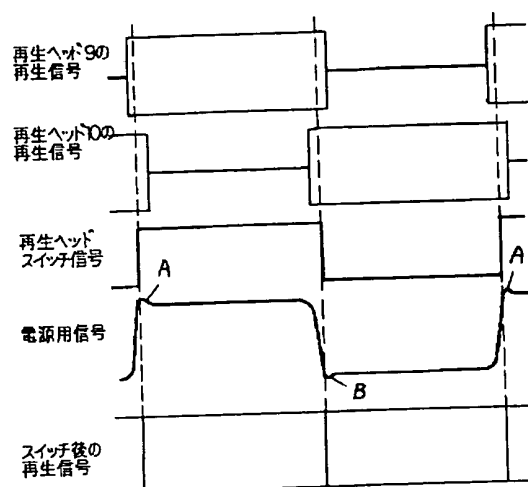 再生ヘッド9の
再生信号
再生ヘッド10の
再生信号
再生ヘッド
スイッチ信号
A
A
電源用信号
B
スイッチ後の
再生信号